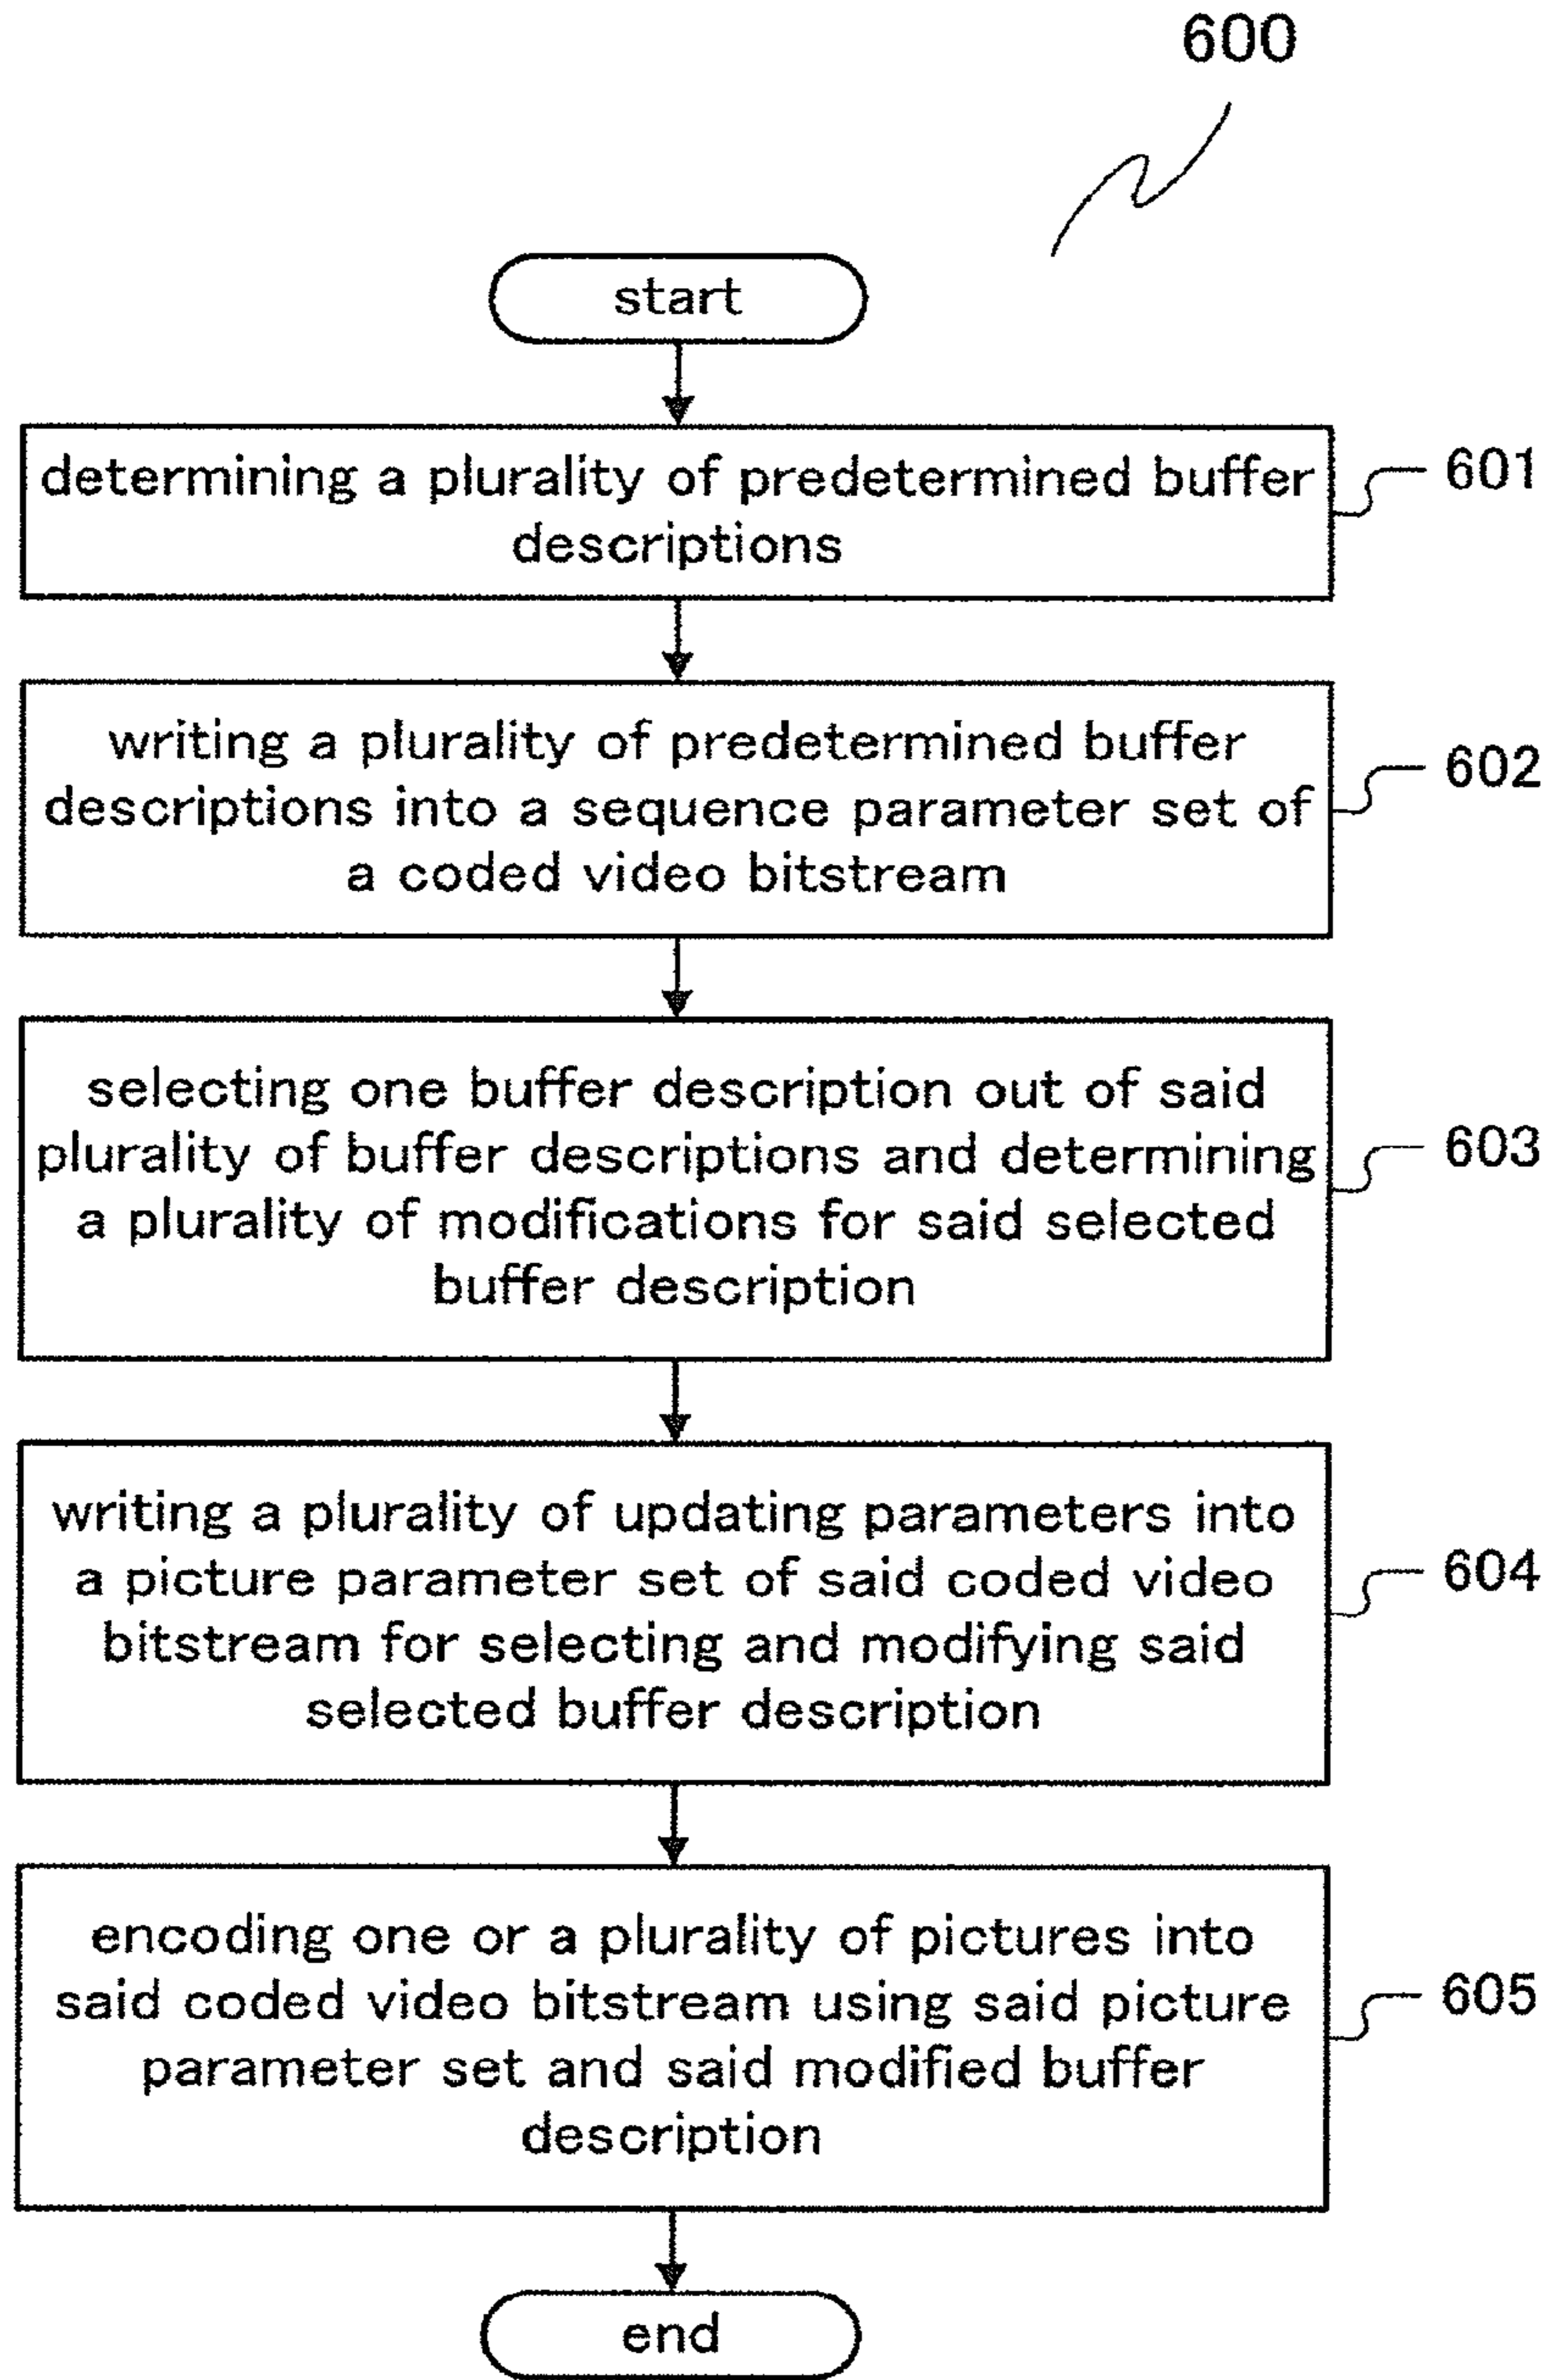 600
start
determining a plurality of predetermined buffer
descriptions
601
writing a plurality of predetermined buffer
descriptions into a sequence parameter set of
a coded video bitstream
602
selecting one buffer description out of said
plurality of buffer descriptions and determining
a plurality of modifications for said selected
buffer description
603
writing a plurality of updating parameters into
a picture parameter set of said coded video
bitstream for selecting and modifying said
selected buffer description
604
encoding one or a plurality of pictures into
said coded video bitstream using said picture
parameter set and said modified buffer
description
605
end